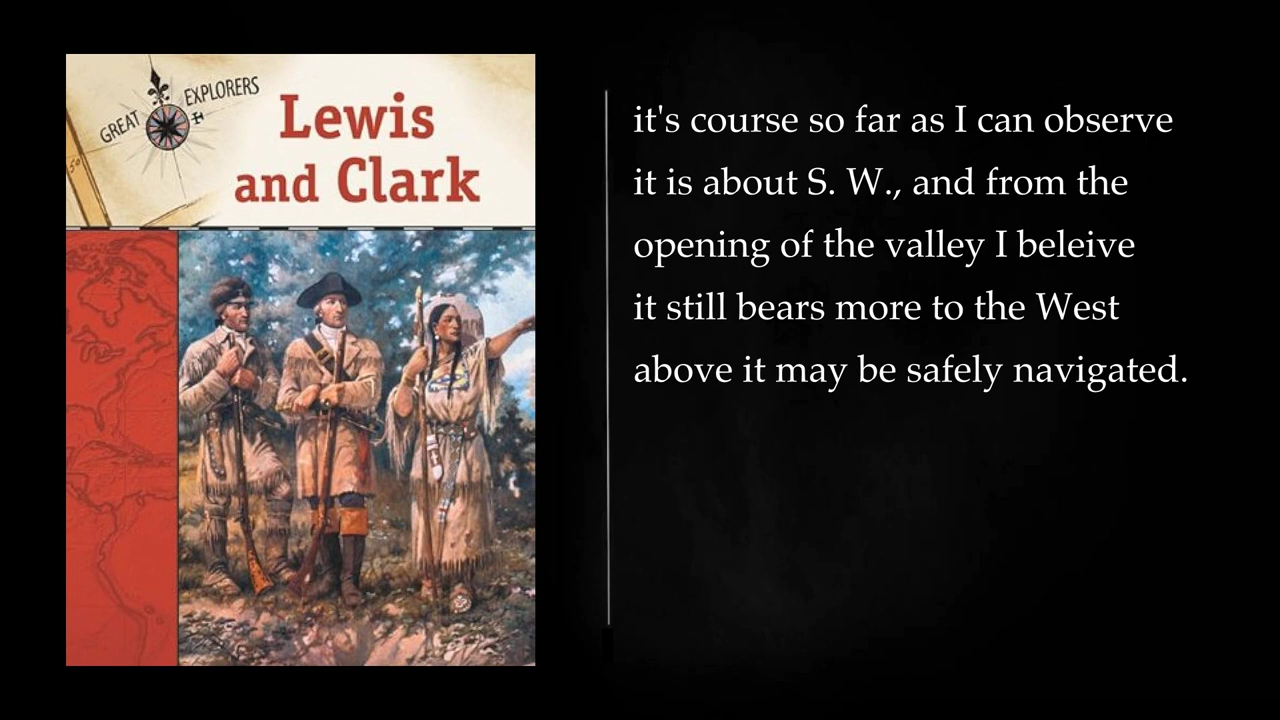 GREAT EXPLORERS
Lewis
and Clark
50
it's course so far as I can observe
it is about S. W., and from the
opening of the valley I beleive
it still bears more to the West
above it may be safely navigated.